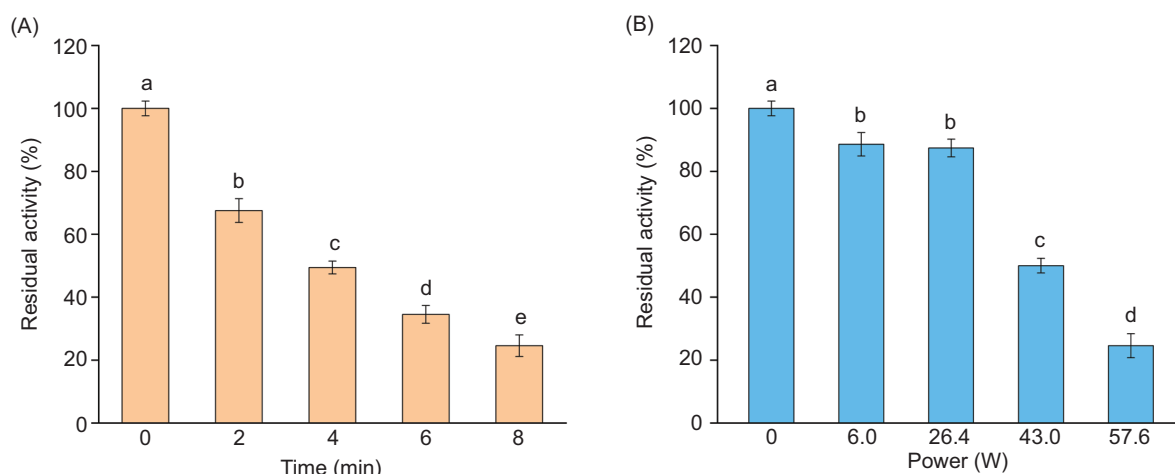 (A)
120
100
80
60
40
20
0
Residual activity (%)
a
b
c
d
e
0 2 4 6 8
Time (min)
(B)
120
100
80
60
40
20
0
Residual activity (%)
a
b
b
c
d
0 6.0 26.4 43.0 57.6
Power (W)